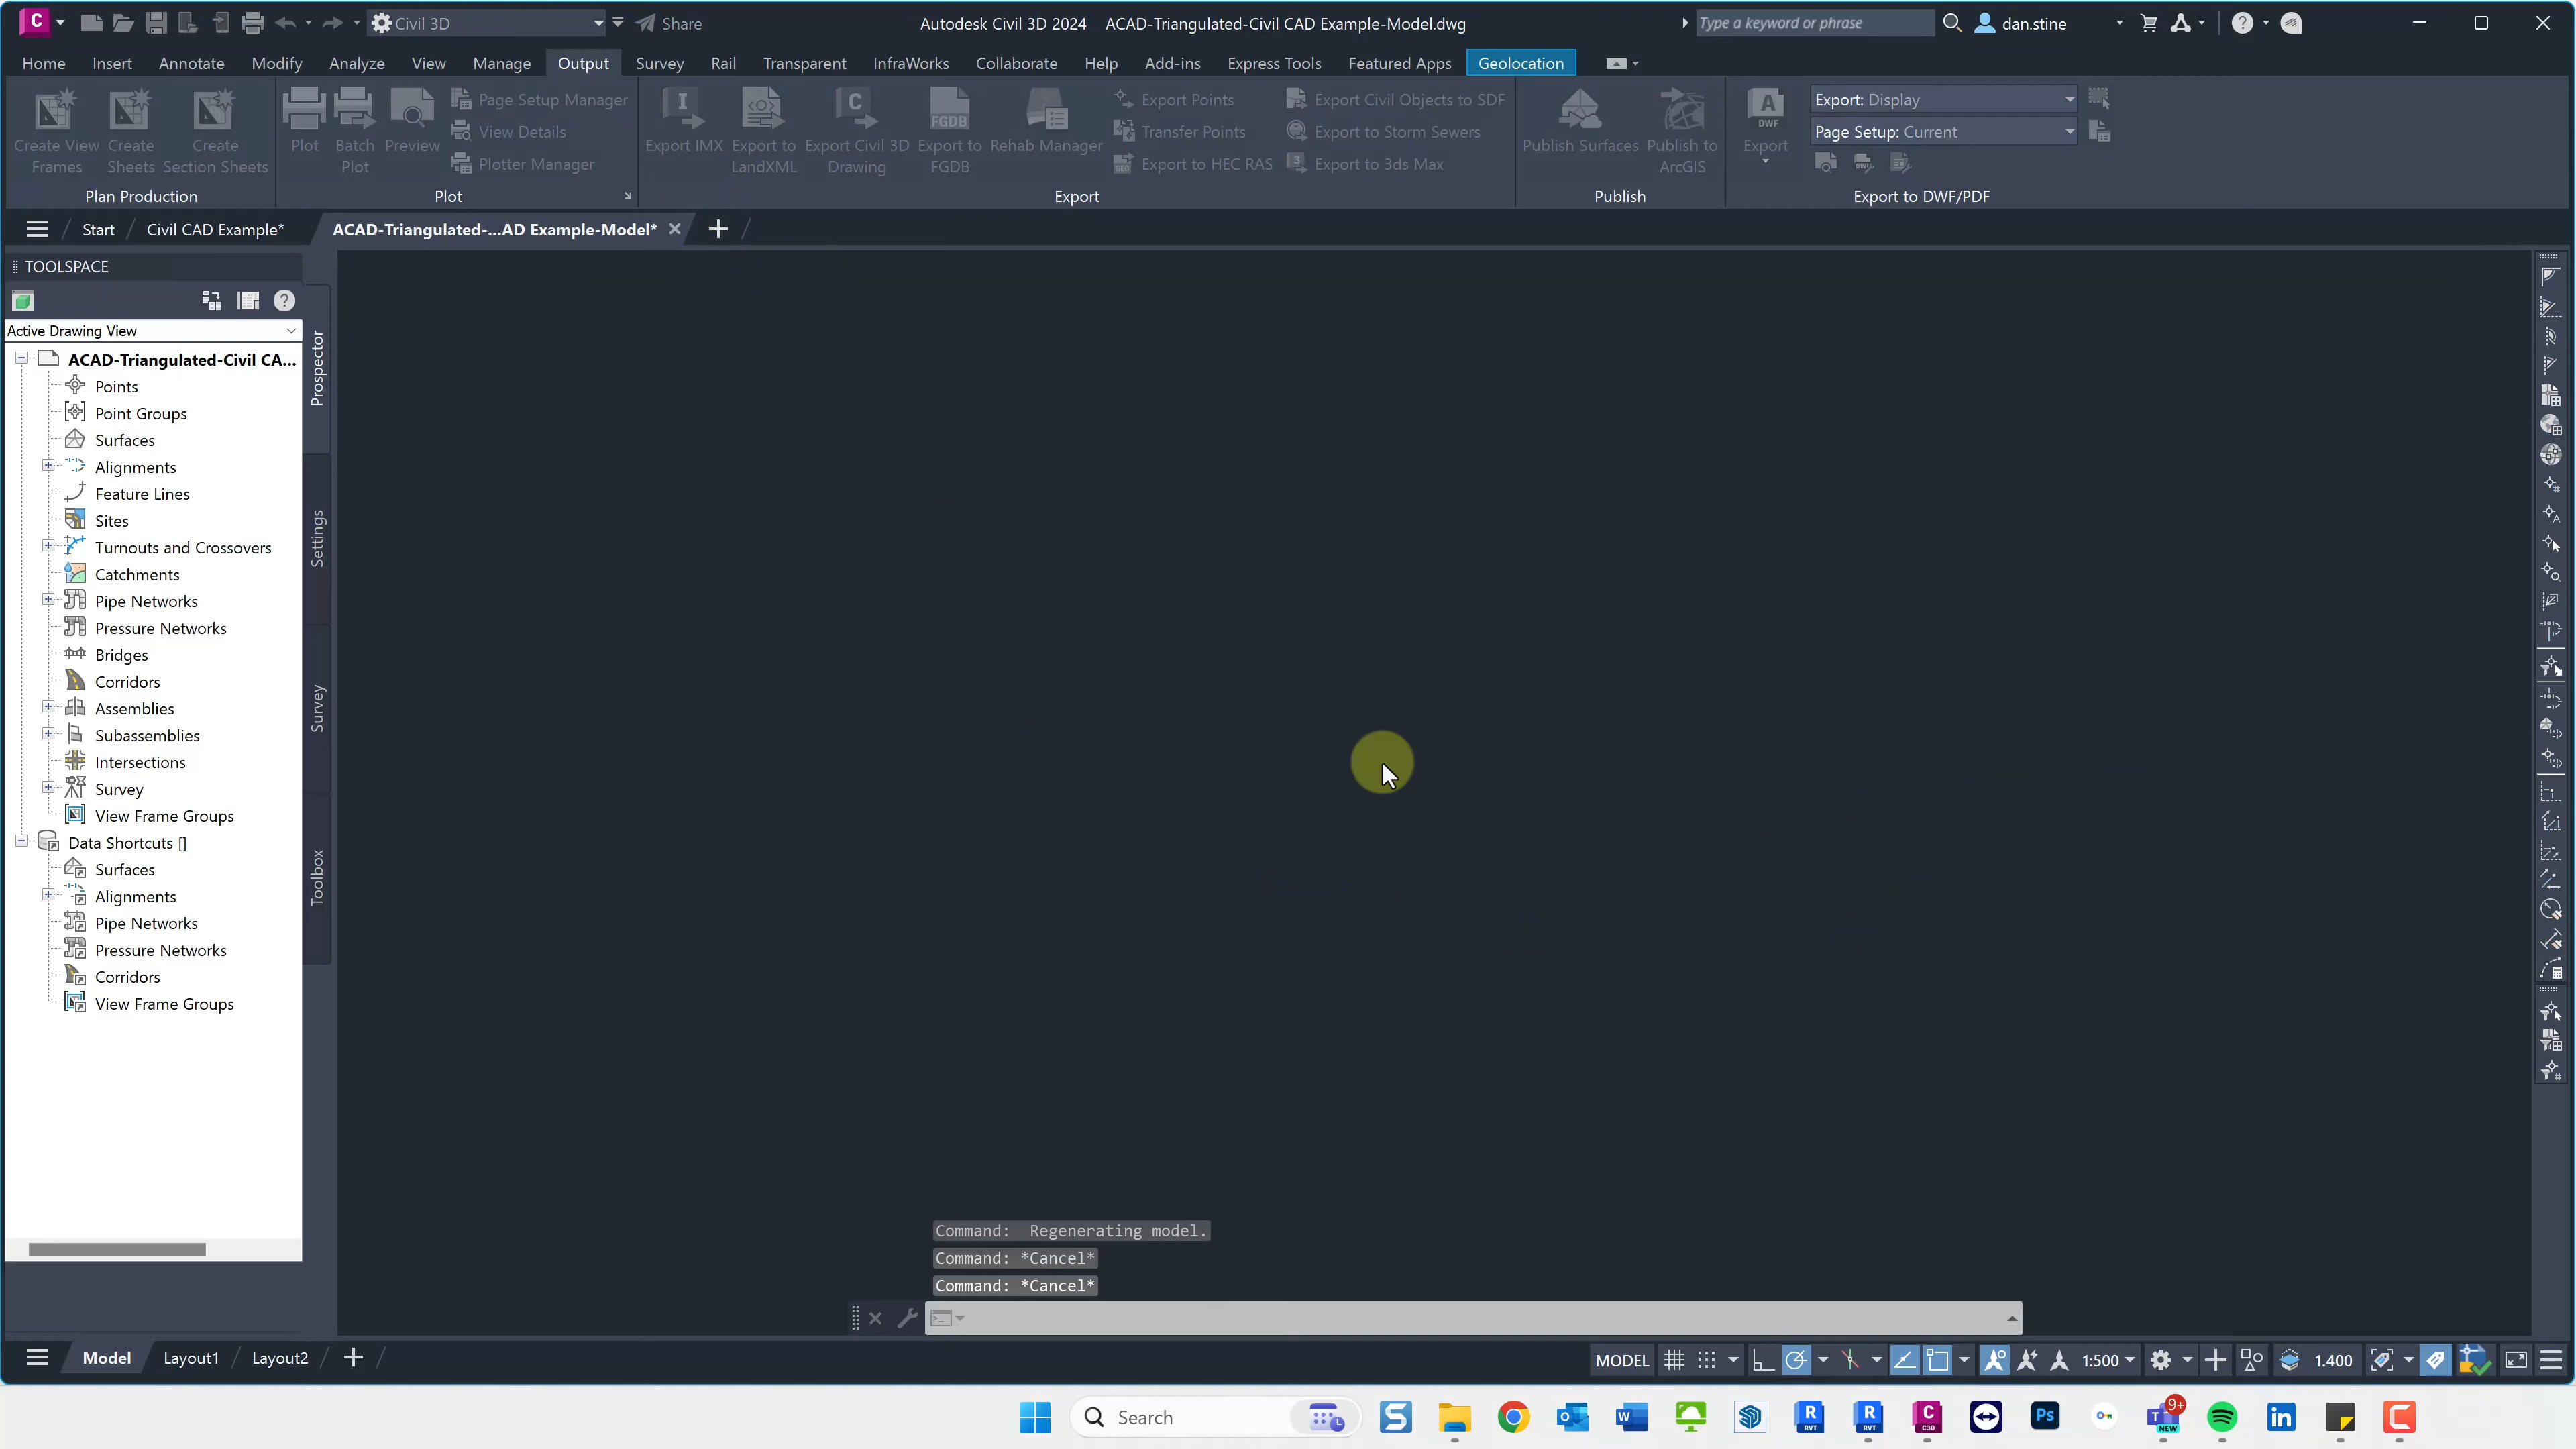 C Civil 3D Share Autodesk Civil 3D 2024 ACAD-Triangulated-Civil CAD Example-Model.dwg Type a keyword or phrase dan.stine
Home Insert Annotate Modify Analyze View Manage Output Survey Rail Transparent InfraWorks Collaborate Help Add-ins Express Tools Featured Apps Geolocation
Create View Frames
Create Sheets
Create Section Sheets
Plan Production
Plot
Batch Plot
Preview
Page Setup Manager
View Details
Plotter Manager
Plot
Export IMX
Export to LandXML
Export Civil 3D Drawing
FGDB
Export to FGDB
Rehab Manager
Export Points
Transfer Points
Export to HEC RAS
Export Civil Objects to SDF
Export to Storm Sewers
Export to 3ds Max
Export
Publish Surfaces
Publish to ArcGIS
Publish
A
DWF
Export
Export: Display
Page Setup: Current
Export to DWF/PDF
Start Civil CAD Example* ACAD-Triangulated-...AD Example-Model*
TOOLSPACE
Active Drawing View
ACAD-Triangulated-Civil CA...
Points
Point Groups
Surfaces
Alignments
Feature Lines
Sites
Turnouts and Crossovers
Catchments
Pipe Networks
Pressure Networks
Bridges
Corridors
Assemblies
Subassemblies
Intersections
Survey
View Frame Groups
Data Shortcuts []
Surfaces
Alignments
Pipe Networks
Pressure Networks
Corridors
View Frame Groups
Prospector
Settings
Survey
Toolbox
Command: Regenerating model.
Command: *Cancel*
Command: *Cancel*
Model Layout1 Layout2
MODEL 1:500 1.400
Search
S
W
R
RVT
R
RVT
C
C3D
Ps
T
9+
NEW
in